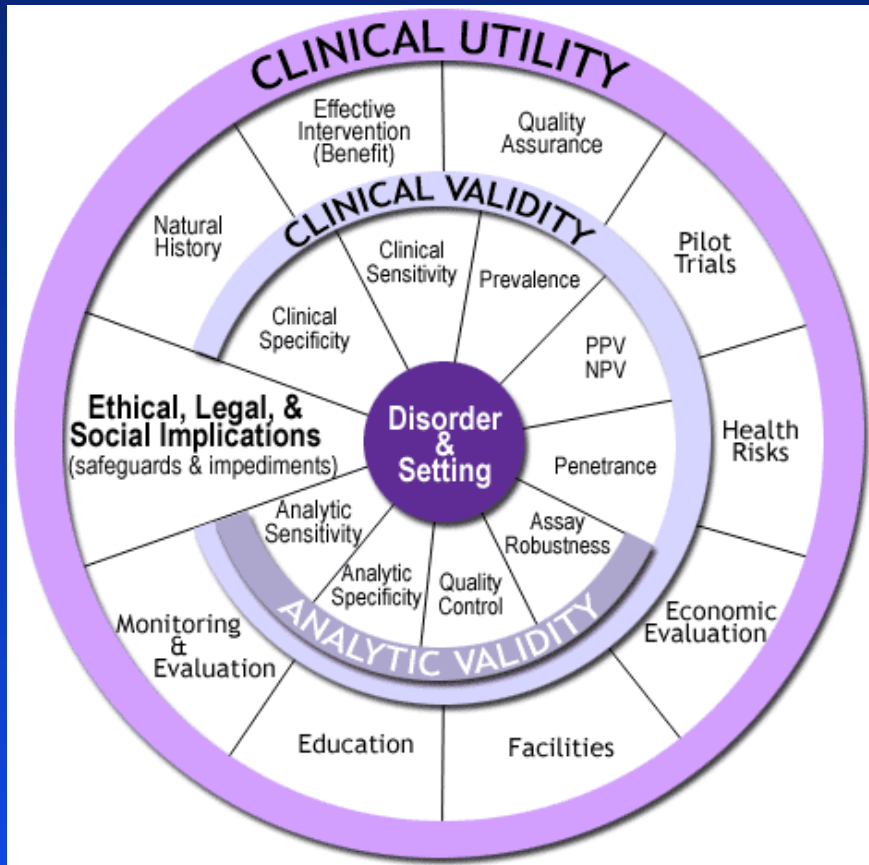 CLINICAL UTILITY
Effective
Intervention
(Benefit)
Quality
Assurance
Natural
History
Pilot
Trials
CLINICAL VALIDITY
Clinical
Sensitivity
Prevalence
Clinical
Specificity
PPV
NPV
Ethical, Legal, &
Social Implications
(safeguards & impediments)
Disorder
&
Setting
Health
Risks
Penetrance
Analytic
Sensitivity
Assay
Robustness
Analytic
Specificity
Quality
Control
ANALYTIC VALIDITY
Monitoring
&
Evaluation
Economic
Evaluation
Education
Facilities